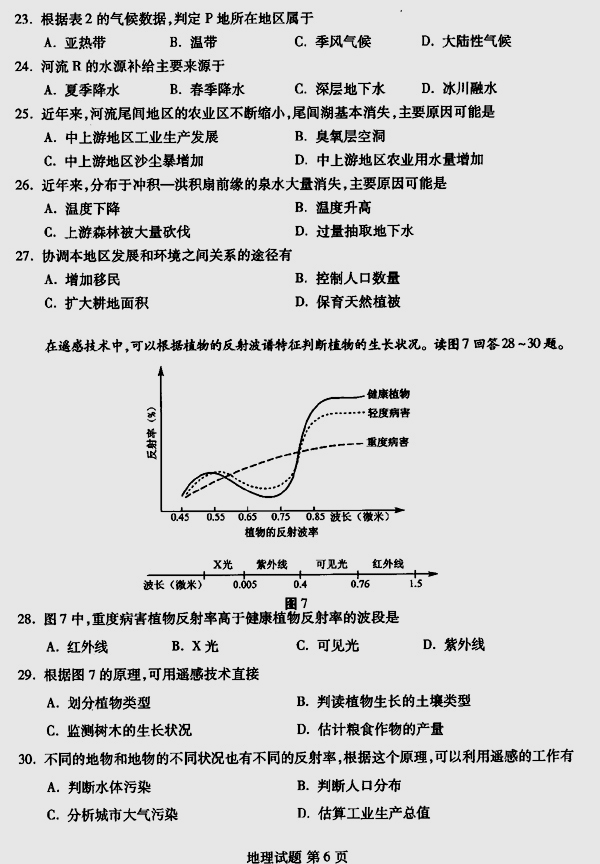 23. 根据表2的气候数据,判定P地所在地区属于
A. 亚热带 B. 温带 C. 季风气候 D. 大陆性气候
24. 河流R的水源补给主要来源于
A. 夏季降水 B. 春季降水 C. 深层地下水 D. 冰川融水
25. 近年来,河流尾闾地区的农业区不断缩小,尾闾湖基本消失,主要原因可能是
A. 中上游地区工业生产发展 B. 臭氧层空洞
C. 中上游地区沙尘暴增加 D. 中上游地区农业用水量增加
26. 近年来,分布于冲积—洪积扇前缘的泉水大量消失,主要原因可能是
A. 温度下降 B. 温度升高
C. 上游森林被大量砍伐 D. 过量抽取地下水
27. 协调本地区发展和环境之间关系的途径有
A. 增加移民 B. 控制人口数量
C. 扩大耕地面积 D. 保育天然植被
在遥感技术中,可以根据植物的反射波谱特征判断植物的生长状况。读图7回答28~30题。
健康植物
轻度病害
重度病害
反射率(%)
0.45 0.55 0.65 0.75 0.85 波长(微米)
植物的反射波率
X光 紫外线 可见光 红外线
波长(微米) 0.005 0.4 0.76 1.5
图7
28. 图7中,重度病害植物反射率高于健康植物反射率的波段是
A. 红外线 B. X光 C. 可见光 D. 紫外线
29. 根据图7的原理,可用遥感技术直接
A. 划分植物类型 B. 判读植物生长的土壤类型
C. 监测树木的生长状况 D. 估计粮食作物的产量
30. 不同的地物和地物的不同状况也有不同的反射率,根据这个原理,可以利用遥感的工作有
A. 判断水体污染 B. 判断人口分布
C. 分析城市大气污染 D. 估算工业生产总值
地理试题 第6页